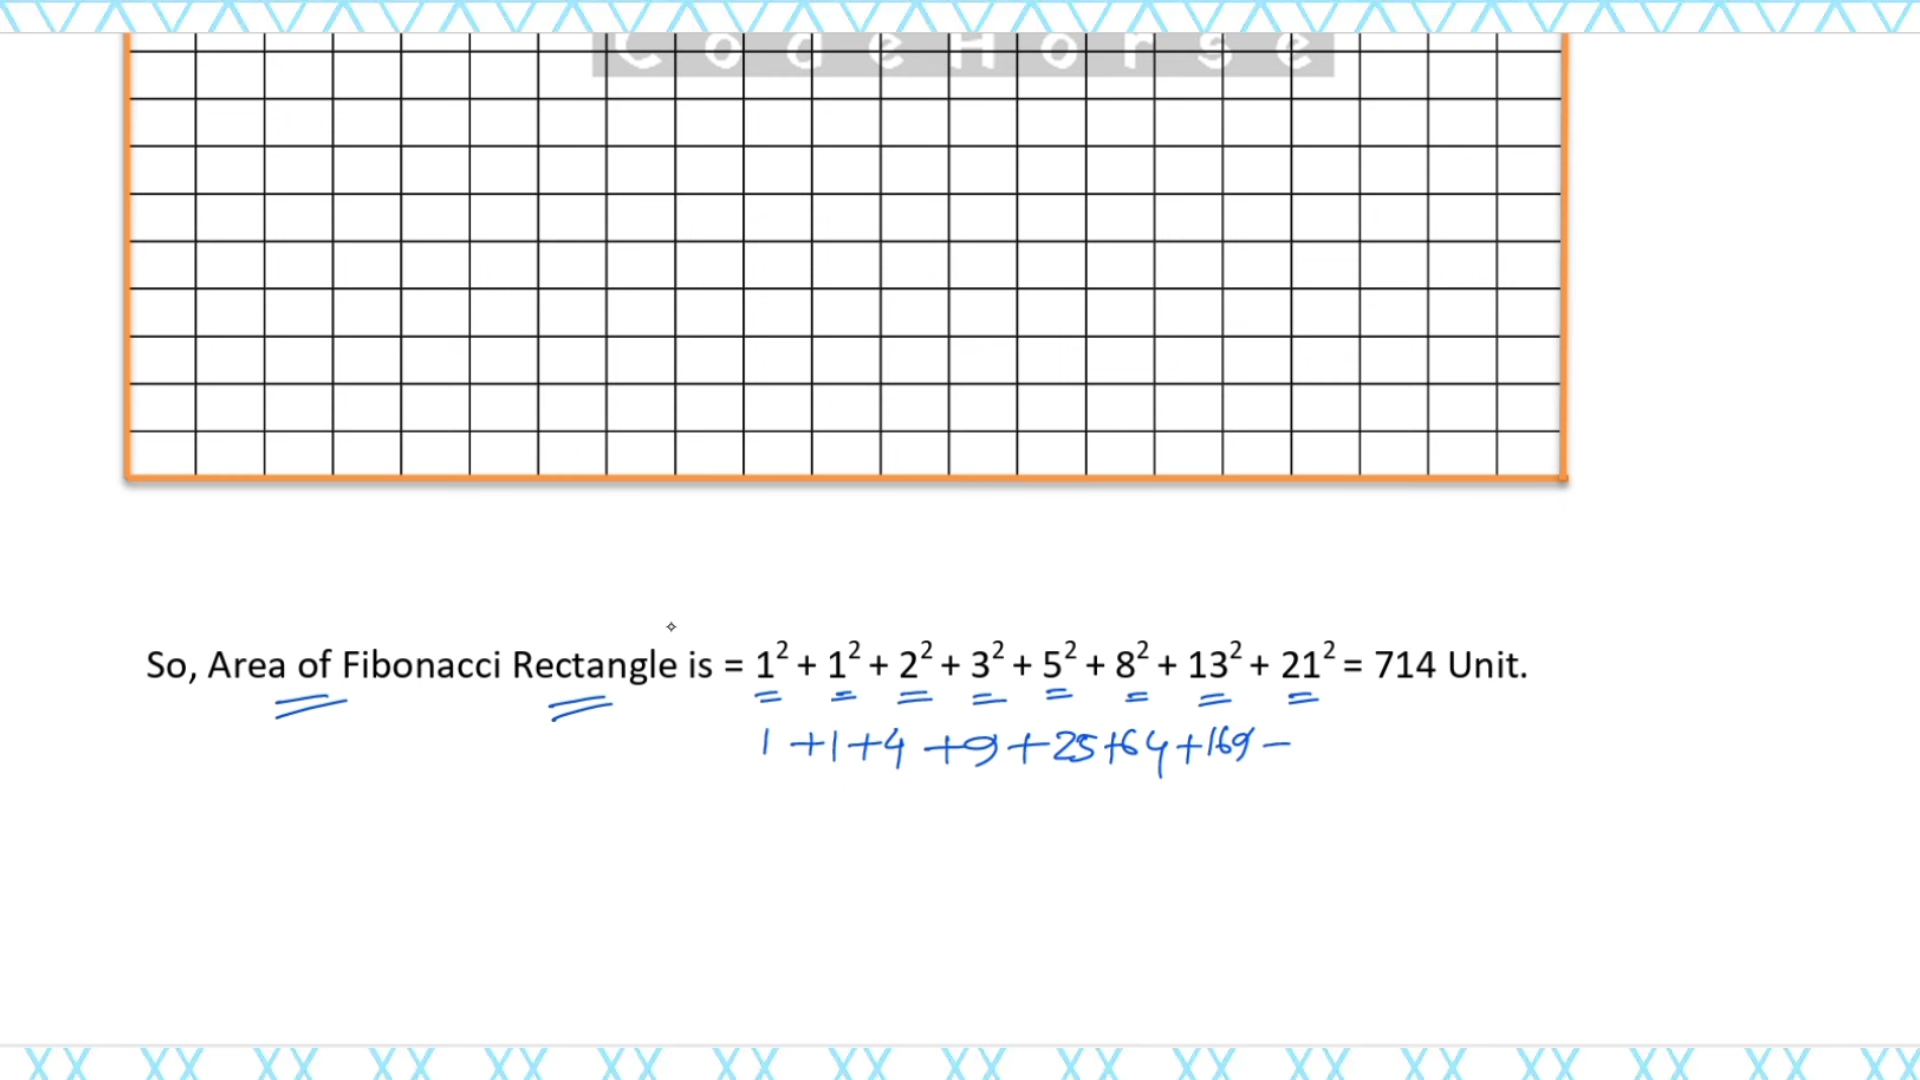 CodeHorse
So, Area of Fibonacci Rectangle is = 1² + 1² + 2² + 3² + 5² + 8² + 13² + 21² = 714 Unit.
1 + 1 + 4 + 9 + 25 + 64 + 169 –